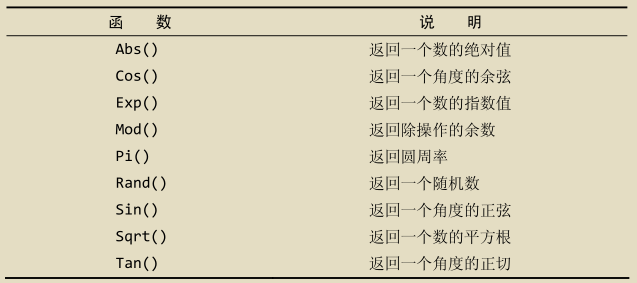 函 数 说 明
Abs() 返回一个数的绝对值
Cos() 返回一个角度的余弦
Exp() 返回一个数的指数值
Mod() 返回除操作的余数
Pi() 返回圆周率
Rand() 返回一个随机数
Sin() 返回一个角度的正弦
Sqrt() 返回一个数的平方根
Tan() 返回一个角度的正切